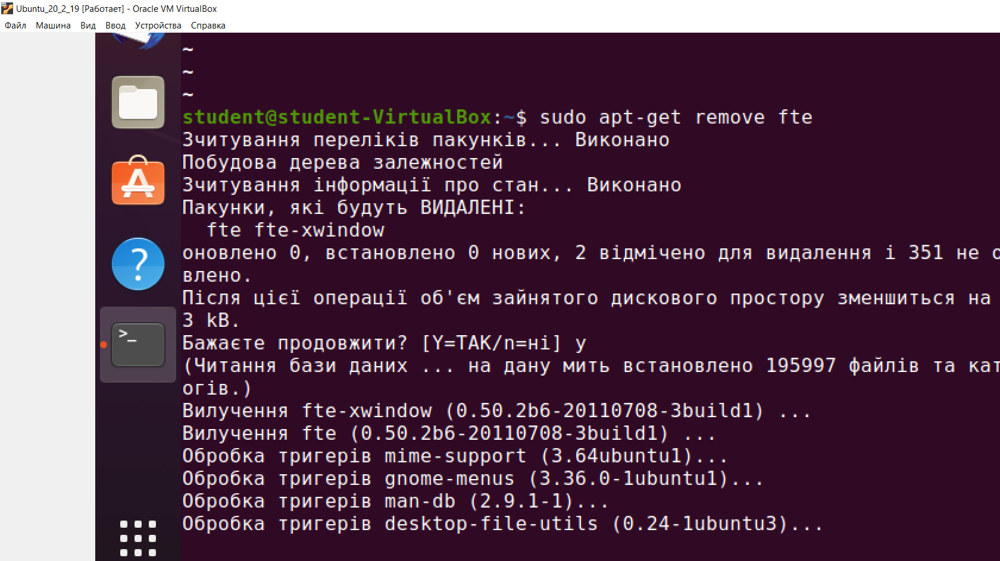 Ubuntu_20_2_19 [Работает] - Oracle VM VirtualBox
Файл Машина Вид Ввод Устройства Справка
~
~
~
student@student-VirtualBox:~$ sudo apt-get remove fte
Зчитування переліків пакунків... Виконано
Побудова дерева залежностей
Зчитування інформації про стан... Виконано
Пакунки, які будуть ВИДАЛЕНІ:
fte fte-xwindow
оновлено 0, встановлено 0 нових, 2 відмічено для видалення і 351 не о
влено.
Після цієї операції об'єм зайнятого дискового простору зменшиться на
3 kB.
Бажаєте продовжити? [Y=ТАК/n=ні] y
(Читання бази даних ... на дану мить встановлено 195997 файлів та кат
огів.)
Вилучення fte-xwindow (0.50.2b6-20110708-3build1) ...
Вилучення fte (0.50.2b6-20110708-3build1) ...
Обробка тригерів mime-support (3.64ubuntu1)...
Обробка тригерів gnome-menus (3.36.0-1ubuntu1)...
Обробка тригерів man-db (2.9.1-1)...
Обробка тригерів desktop-file-utils (0.24-1ubuntu3)...